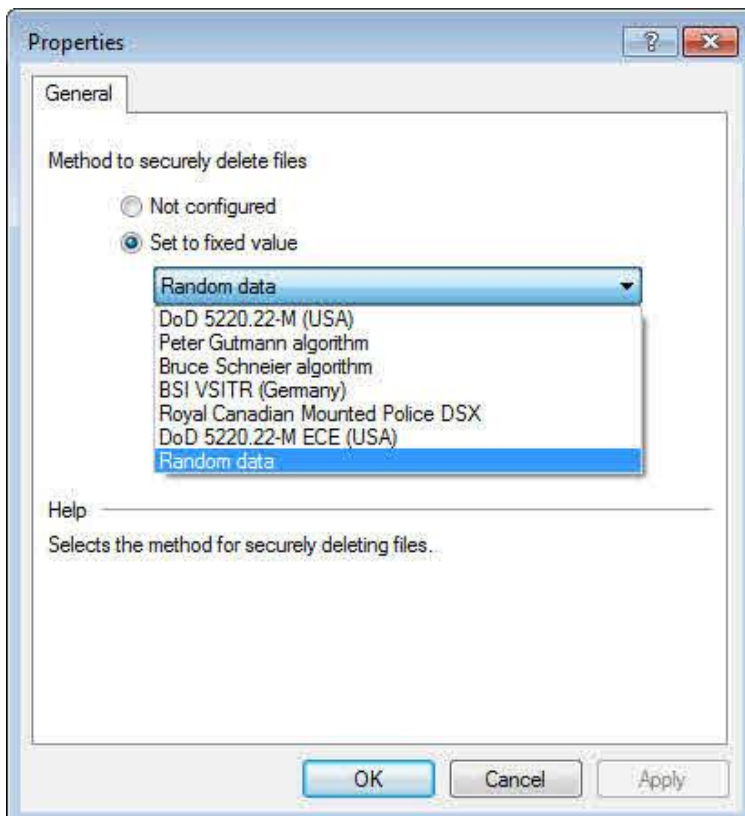 Properties
General
Method to securely delete files
Not configured
Set to fixed value
Random data
DoD 5220.22-M (USA)
Peter Gutmann algorithm
Bruce Schneier algorithm
BSI VSITR (Germany)
Royal Canadian Mounted Police DSX
DoD 5220.22-M ECE (USA)
Random data
Help
Selects the method for securely deleting files.
OK Cancel Apply